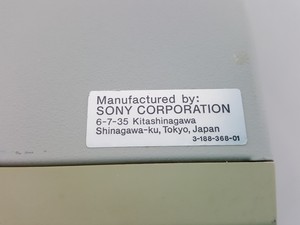 Manufactured by:
SONY CORPORATION
6-7-35 Kitashinagawa
Shinagawa-ku, Tokyo, Japan
3-188-368-01